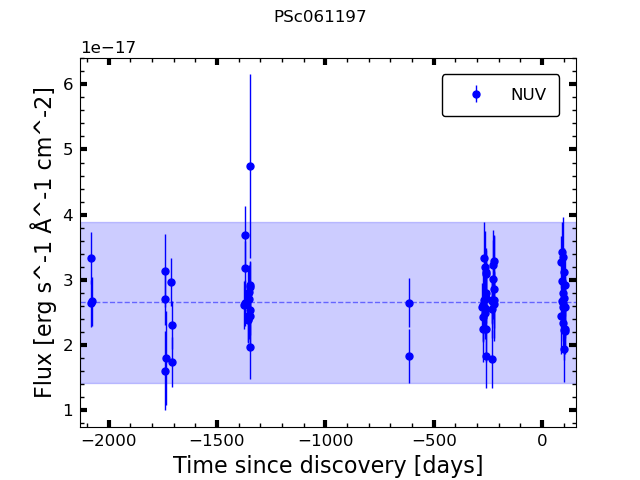 PSc061197
1e−17
NUV
6
5
4
3
2
1
Flux [erg s^-1 Å^-1 cm^-2]
−2000 −1500 −1000 −500 0
Time since discovery [days]